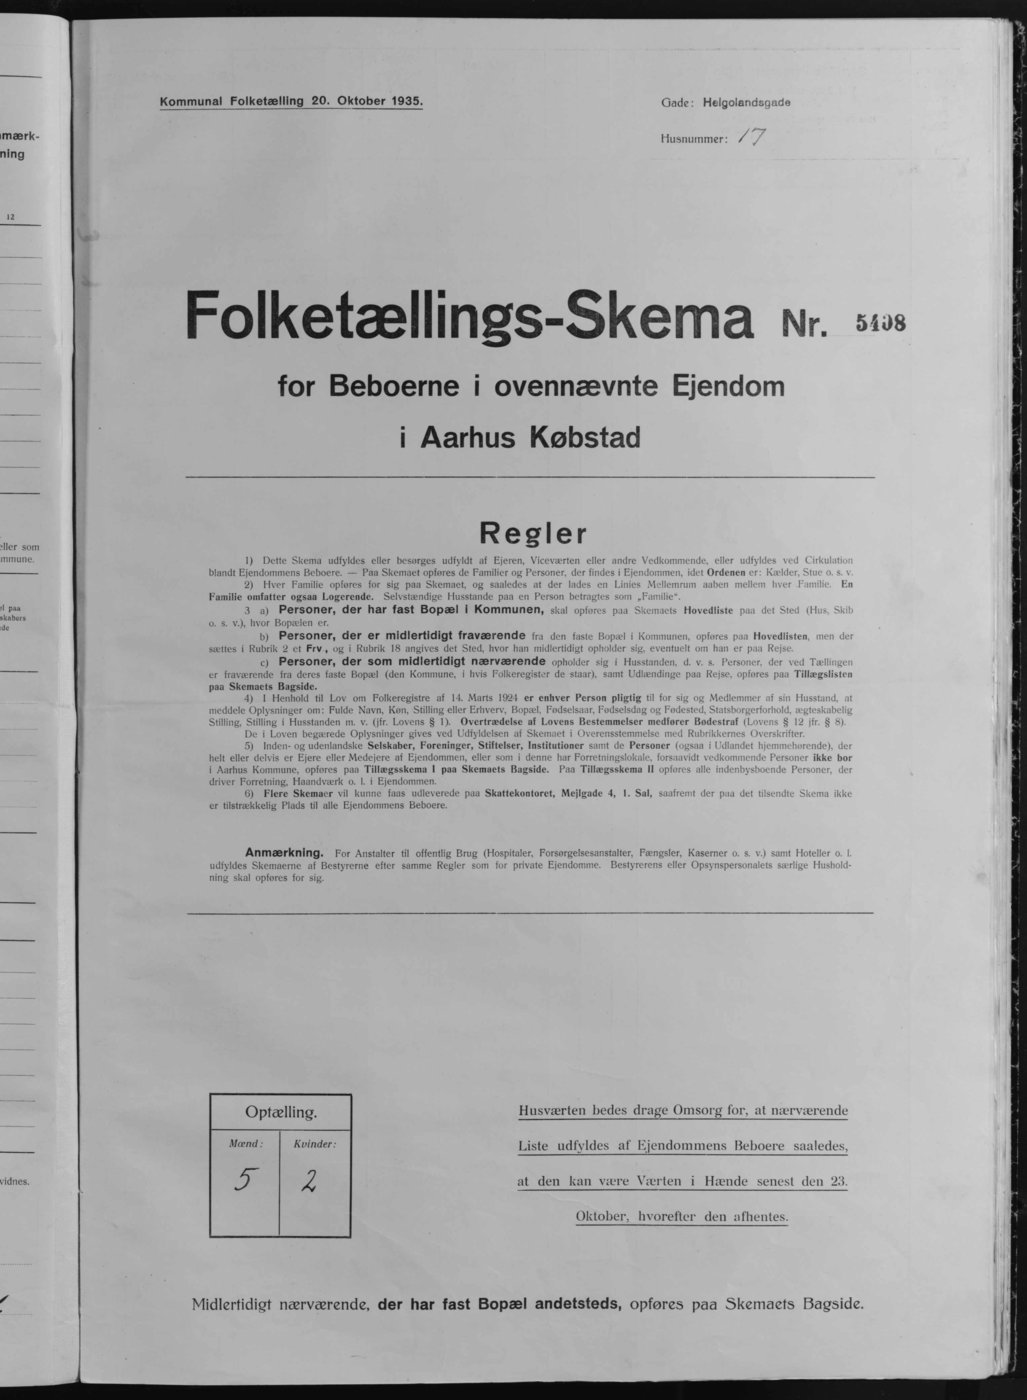 mærk-
ning
12
eller som
mmune.
el paa
skabers
vidnes.
Kommunal Folketælling 20. Oktober 1935.
Gade: Helgolandsgade
Husnummer: 17
Folketællings-Skema Nr. 5408
for Beboerne i ovennævnte Ejendom
i Aarhus Købstad
Regler
1) Dette Skema udfyldes eller besørges udfyldt af Ejeren, Viceværten eller andre Vedkommende, eller udfyldes ved Cirkulation
blandt Ejendommens Beboere. — Paa Skemaet opføres de Familier og Personer, der findes i Ejendommen, idet Ordenen er: Kælder, Stue o. s. v.
2) Hver Familie opføres for sig paa Skemaet, og saaledes at der lades en Linies Mellemrum aaben mellem hver Familie. En
Familie omfatter ogsaa Logerende. Selvstændige Husstande paa en Person betragtes som „Familie“.
3 a) Personer, der har fast Bopæl i Kommunen, skal opføres paa Skemaets Hovedliste paa det Sted (Hus, Skib
o. s. v.), hvor Bopælen er.
b) Personer, der er midlertidigt fraværende fra den faste Bopæl i Kommunen, opføres paa Hovedlisten, men der
sættes i Rubrik 2 et Frv., og i Rubrik 18 angives det Sted, hvor han midlertidigt opholder sig, eventuelt om han er paa Rejse.
c) Personer, der som midlertidigt nærværende opholder sig i Husstanden, d. v. s. Personer, der ved Tællingen
er fraværende fra deres faste Bopæl (den Kommune, i hvis Folkeregister de staar), samt Udlændinge paa Rejse, opføres paa Tillægslisten
paa Skemaets Bagside.
4) I Henhold til Lov om Folkeregistre af 14. Marts 1924 er enhver Person pligtig til for sig og Medlemmer af sin Husstand, at
meddele Oplysninger om: Fulde Navn, Køn, Stilling eller Erhverv, Bopæl, Fødselsaar, Fødselsdag og Fødested, Statsborgerforhold, ægteskabelig
Stilling, Stilling i Husstanden m. v. (jfr. Lovens § 1). Overtrædelse af Lovens Bestemmelser medfører Bødestraf (Lovens § 12 jfr. § 8).
De i Loven begærede Oplysninger gives ved Udfyldelsen af Skemaet i Overensstemmelse med Rubrikkernes Overskrifter.
5) Inden- og udenlandske Selskaber, Foreninger, Stiftelser, Institutioner samt de Personer (ogsaa i Udlandet hjemmehørende), der
helt eller delvis er Ejere eller Medejere af Ejendommen, eller som i denne har Forretningslokale, forsaavidt vedkommende Personer ikke bor
i Aarhus Kommune, opføres paa Tillægsskema I paa Skemaets Bagside. Paa Tillægsskema II opføres alle indenbysboende Personer, der
driver Forretning, Haandværk o. l. i Ejendommen.
6) Flere Skemaer vil kunne faas udleverede paa Skattekontoret, Mejlgade 4, 1. Sal, saafremt der paa det tilsendte Skema ikke
er tilstrækkelig Plads til alle Ejendommens Beboere.
Anmærkning. For Anstalter til offentlig Brug (Hospitaler, Forsørgelsesanstalter, Fængsler, Kaserner o. s. v.) samt Hoteller o. l.
udfyldes Skemaerne af Bestyrerne efter samme Regler som for private Ejendomme. Bestyrerens eller Opsynspersonalets særlige Hushold-
ning skal opføres for sig.
Optælling.
Mænd: Kvinder:
5 2
Husværten bedes drage Omsorg for, at nærværende
Liste udfyldes af Ejendommens Beboere saaledes,
at den kan være Værten i Hænde senest den 23.
Oktober, hvorefter den afhentes.
Midlertidigt nærværende, der har fast Bopæl andetsteds, opføres paa Skemaets Bagside.